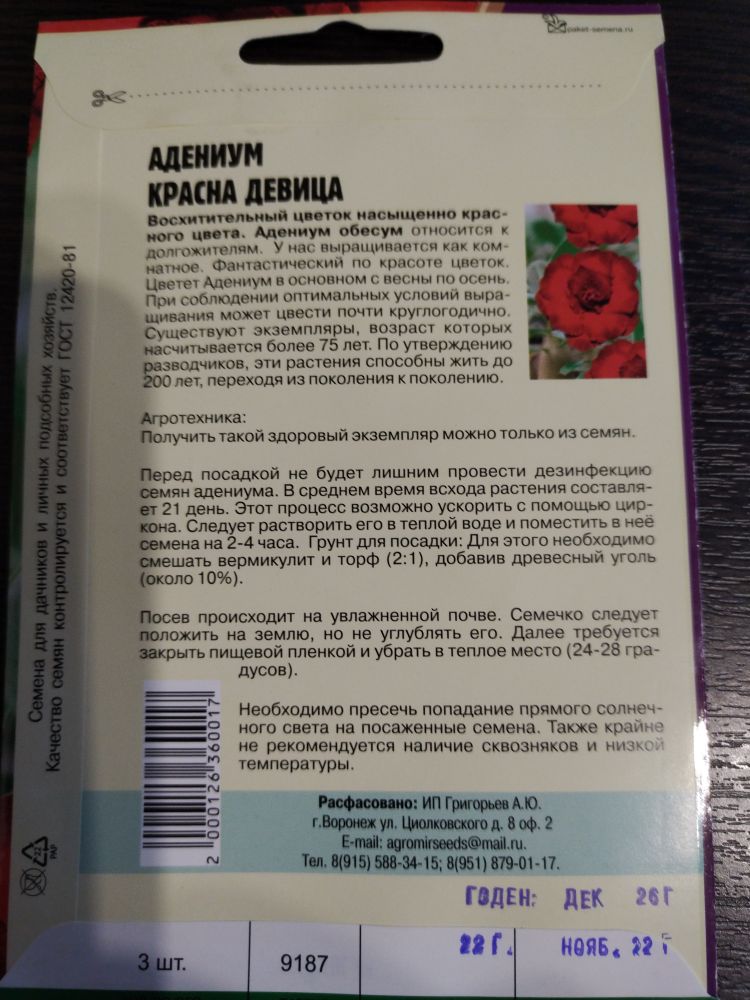 paket-semena.ru
АДЕНИУМ
КРАСНА ДЕВИЦА
Восхитительный цветок насыщенно крас-
ного цвета. Адениум обесум относится к
долгожителям. У нас выращивается как ком-
натное. Фантастический по красоте цветок.
Цветет Адениум в основном с весны по осень.
При соблюдении оптимальных условий выра-
щивания может цвести почти круглогодично.
Существуют экземпляры, возраст которых
насчитывается более 75 лет. По утверждению
разводчиков, эти растения способны жить до
200 лет, переходя из поколения к поколению.
Агротехника:
Получить такой здоровый экземпляр можно только из семян.
Перед посадкой не будет лишним провести дезинфекцию
семян адениума. В среднем время всхода растения составля-
ет 21 день. Этот процесс возможно ускорить с помощью цир-
кона. Следует растворить его в теплой воде и поместить в неё
семена на 2-4 часа. Грунт для посадки: Для этого необходимо
смешать вермикулит и торф (2:1), добавив древесный уголь
(около 10%).
Посев происходит на увлажненной почве. Семечко следует
положить на землю, но не углублять его. Далее требуется
закрыть пищевой пленкой и убрать в теплое место (24-28 гра-
дусов).
Необходимо пресечь попадание прямого солнеч-
ного света на посаженные семена. Также крайне
не рекомендуется наличие сквозняков и низкой
температуры.
2 000126 360017
Расфасовано: ИП Григорьев А.Ю.
г.Воронеж ул. Циолковского д. 8 оф. 2
E-mail: agromirseeds@mail.ru.
Тел. 8(915) 588-34-15; 8(951) 879-01-17.
ГОДЕН: ДЕК 26 Г
3 шт. 9187 22 Г. НОЯБ. 22 Г
Семена для дачников и личных подсобных хозяйств.
Качество семян контролируется и соответствует ГОСТ 12420-81
22
PAP